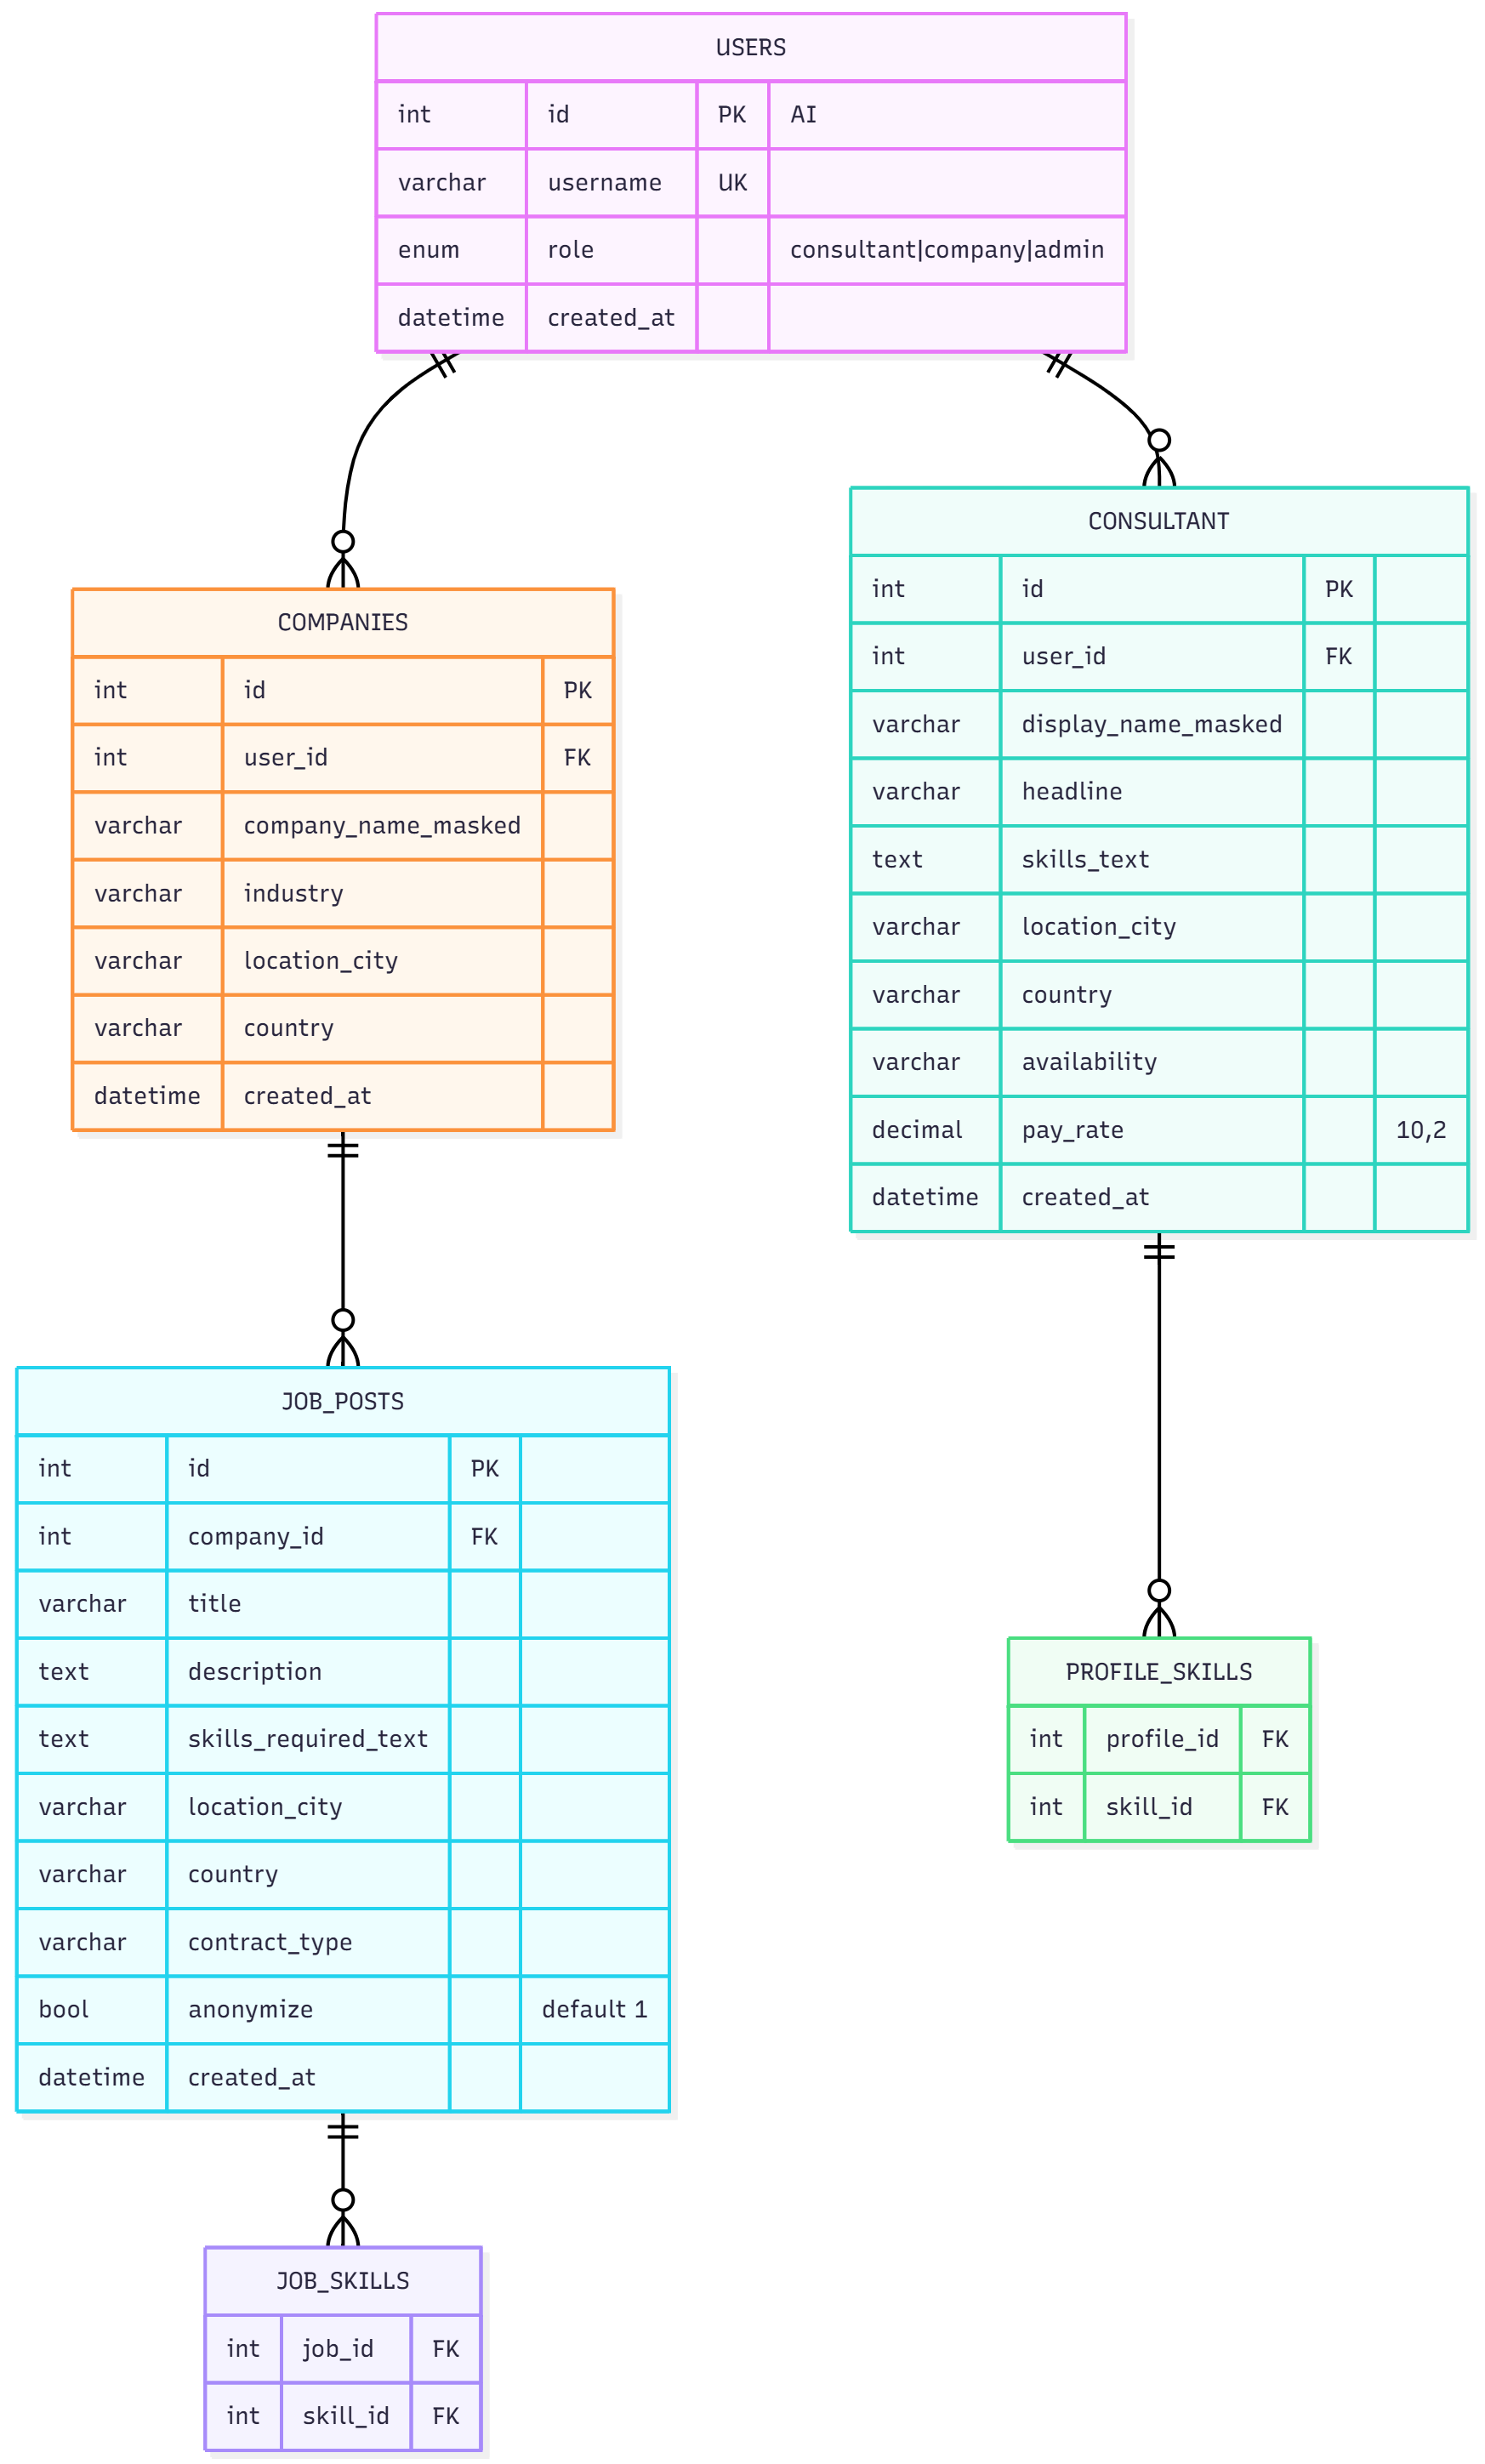 USERS
int id PK AI
varchar username UK
enum role consultant|company|admin
datetime created_at
COMPANIES
int id PK
int user_id FK
varchar company_name_masked
varchar industry
varchar location_city
varchar country
datetime created_at
CONSULTANT
int id PK
int user_id FK
varchar display_name_masked
varchar headline
text skills_text
varchar location_city
varchar country
varchar availability
decimal pay_rate 10,2
datetime created_at
JOB_POSTS
int id PK
int company_id FK
varchar title
text description
text skills_required_text
varchar location_city
varchar country
varchar contract_type
bool anonymize default 1
datetime created_at
PROFILE_SKILLS
int profile_id FK
int skill_id FK
JOB_SKILLS
int job_id FK
int skill_id FK